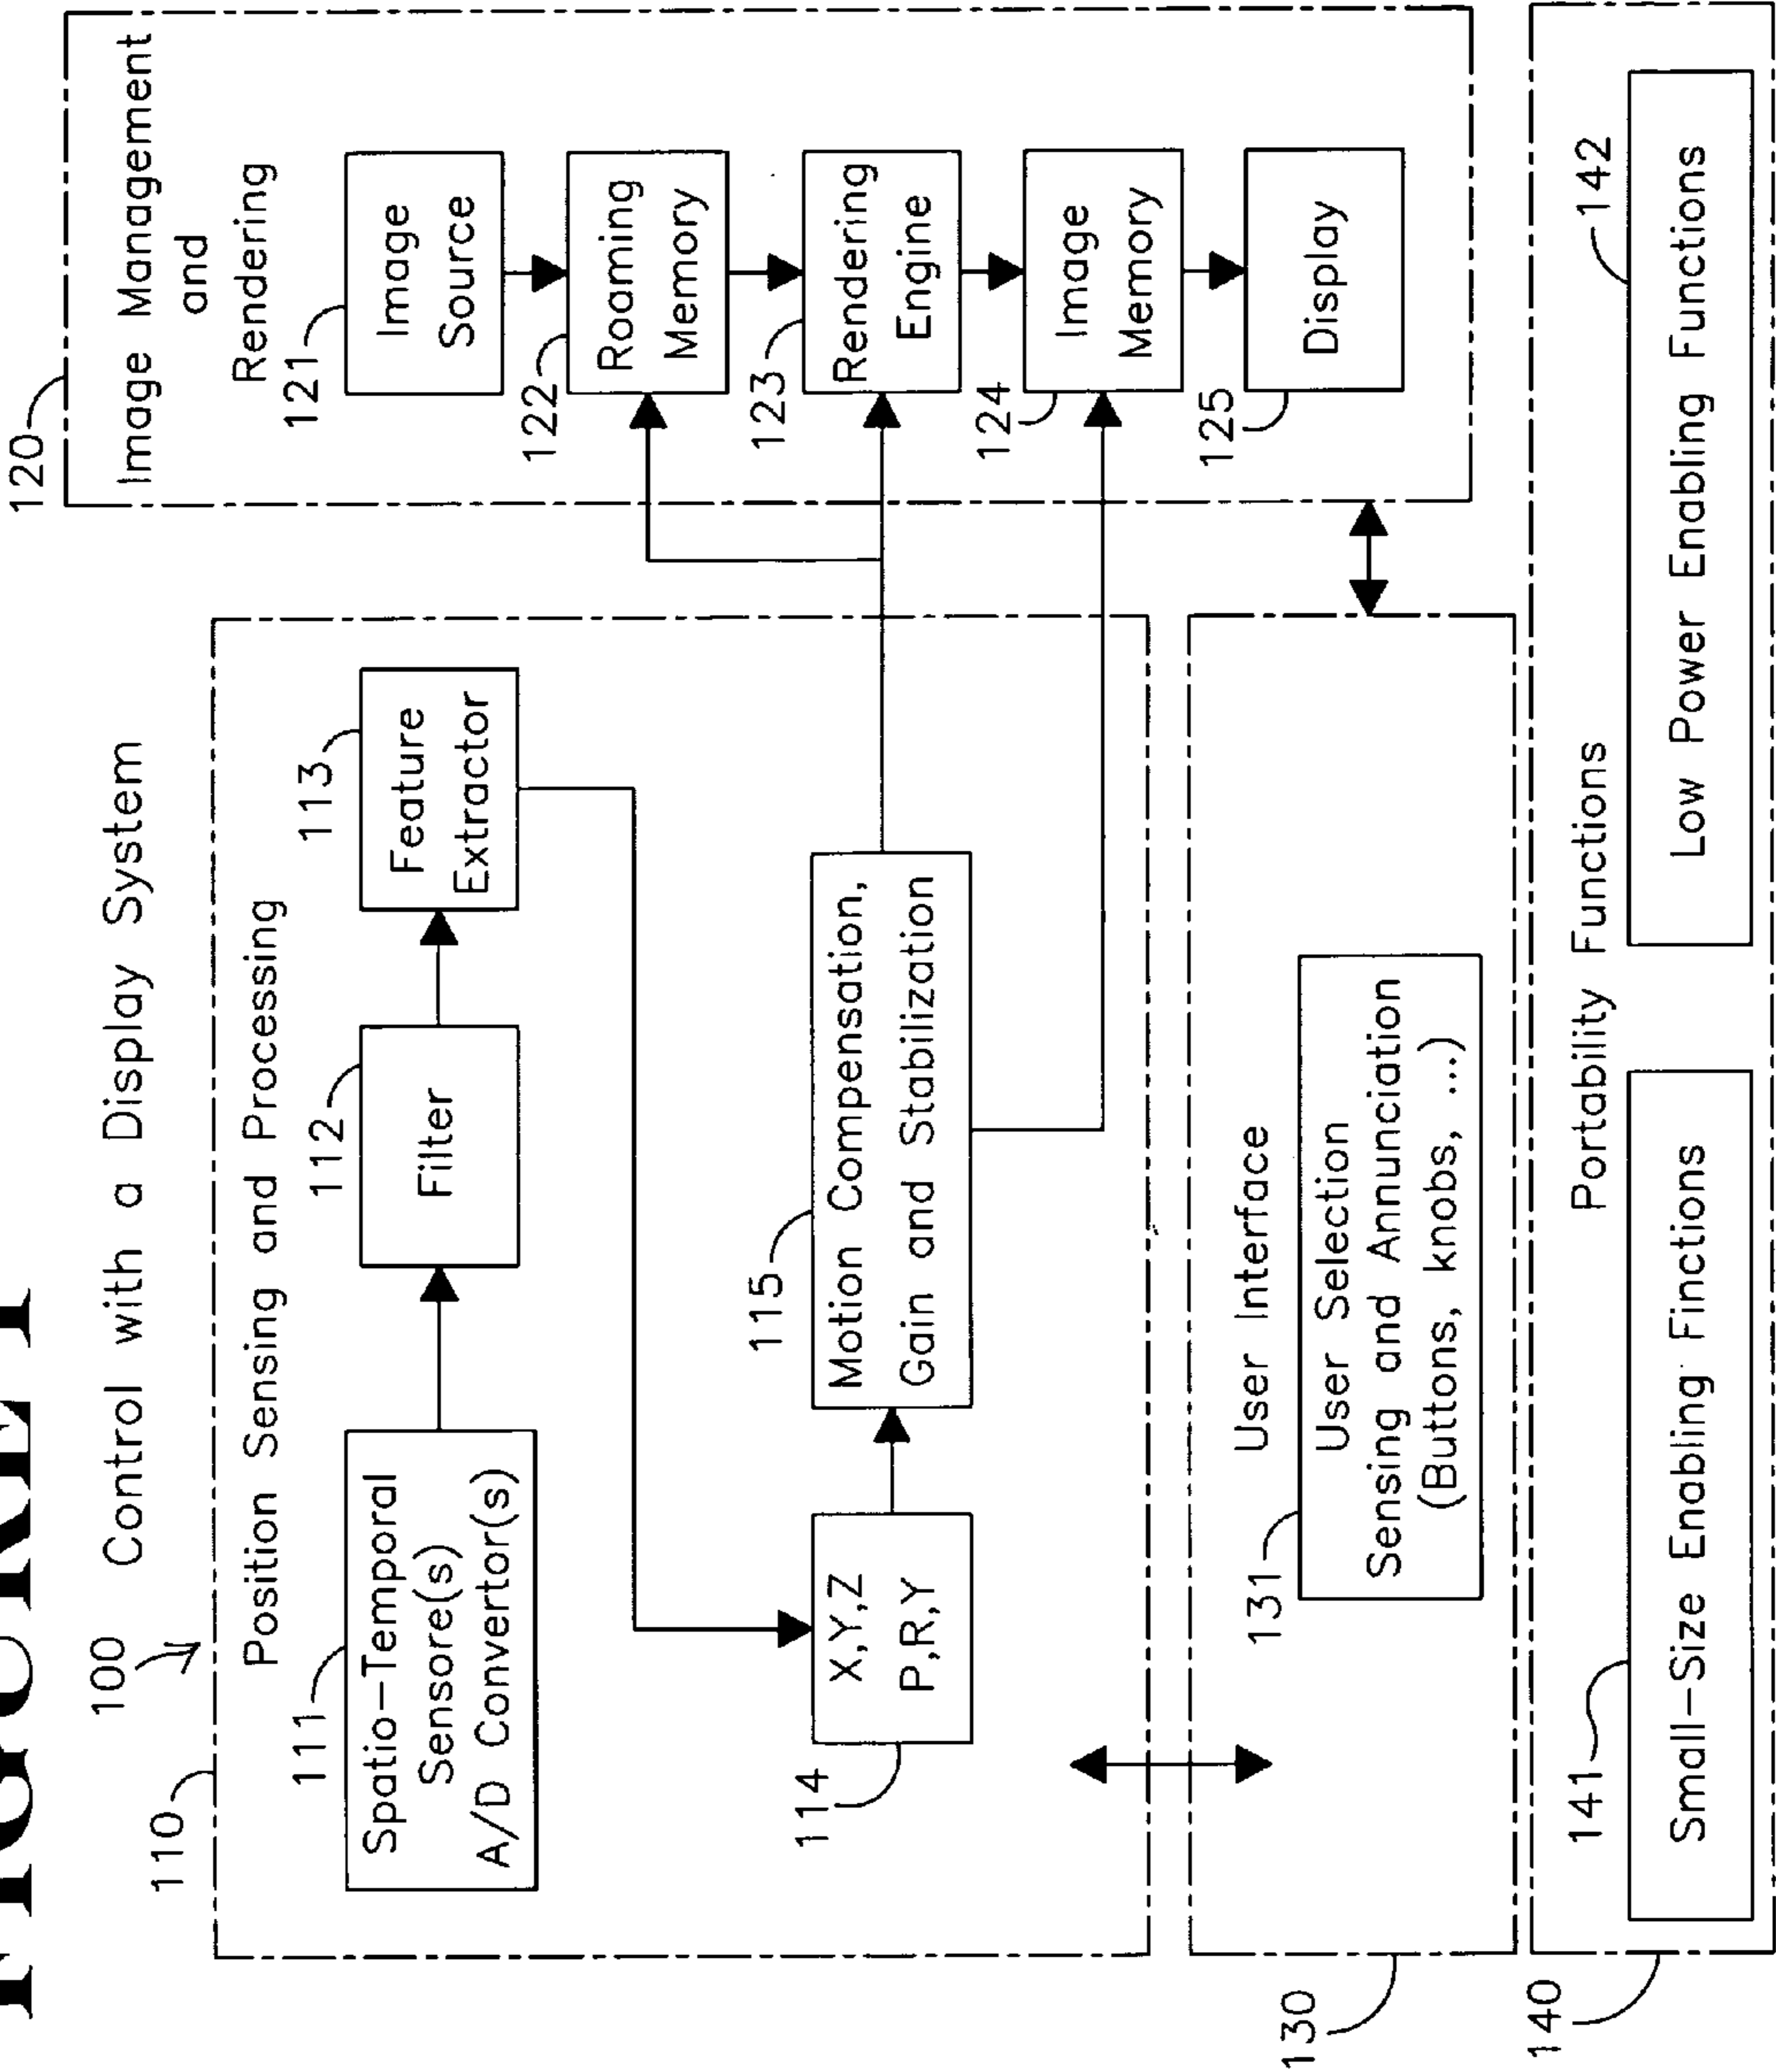 FIGURE 1
100
Control with a Display System
110
Position Sensing and Processing
111
Spatio-Temporal
Sensore(s)
A/D Convertor(s)
112
Filter
113
Feature
Extractor
114
X,Y,Z
P,R,Y
115
Motion Compensation,
Gain and Stabilization
120
Image Management
and
Rendering
121
Image
Source
122
Roaming
Memory
123
Rendering
Engine
124
Image
Memory
125
Display
130
User Interface
131
User Selection
Sensing and Annunciation
(Buttons, knobs, ...)
140
Portability Functions
141
Small-Size Enabling Finctions
142
Low Power Enabling Functions